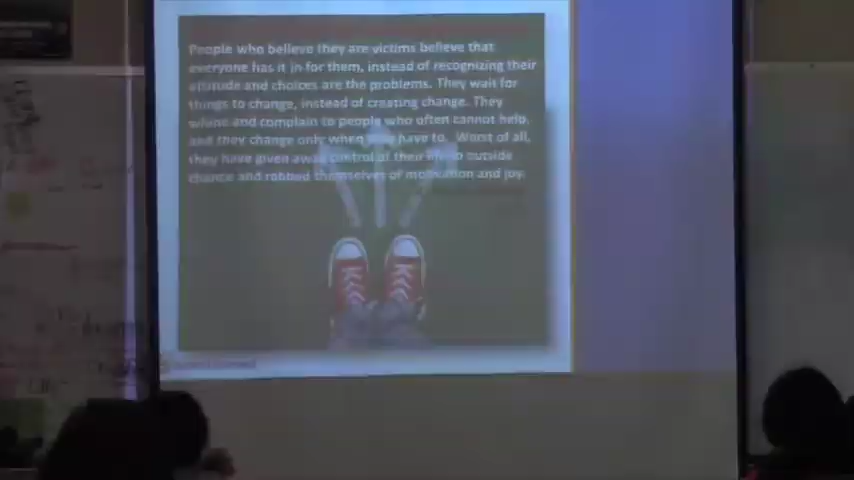 People who believe they are victims believe that
everyone has it in for them, instead of recognizing their
attitude and choices are the problems. They wait for
things to change, instead of creating change. They
whine and complain to people who often cannot help,
and they change only when they have to. Worst of all,
they have given away control of their life to outside
chance and robbed themselves of motivation and joy.